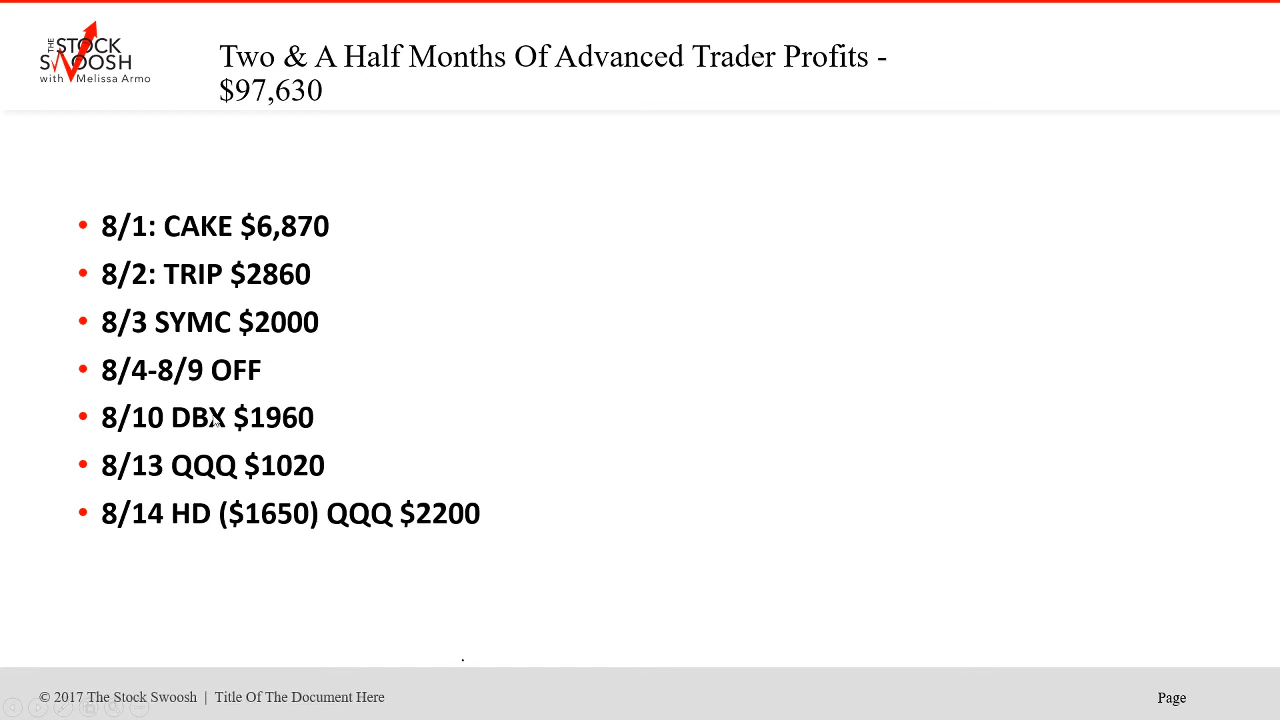 THE STOCK
SWOOSH
with Melissa Armo
Two & A Half Months Of Advanced Trader Profits -
$97,630
• 8/1: CAKE $6,870
• 8/2: TRIP $2860
• 8/3 SYMC $2000
• 8/4-8/9 OFF
• 8/10 DBX $1960
• 8/13 QQQ $1020
• 8/14 HD ($1650) QQQ $2200
.
© 2017 The Stock Swoosh | Title Of The Document Here
Page